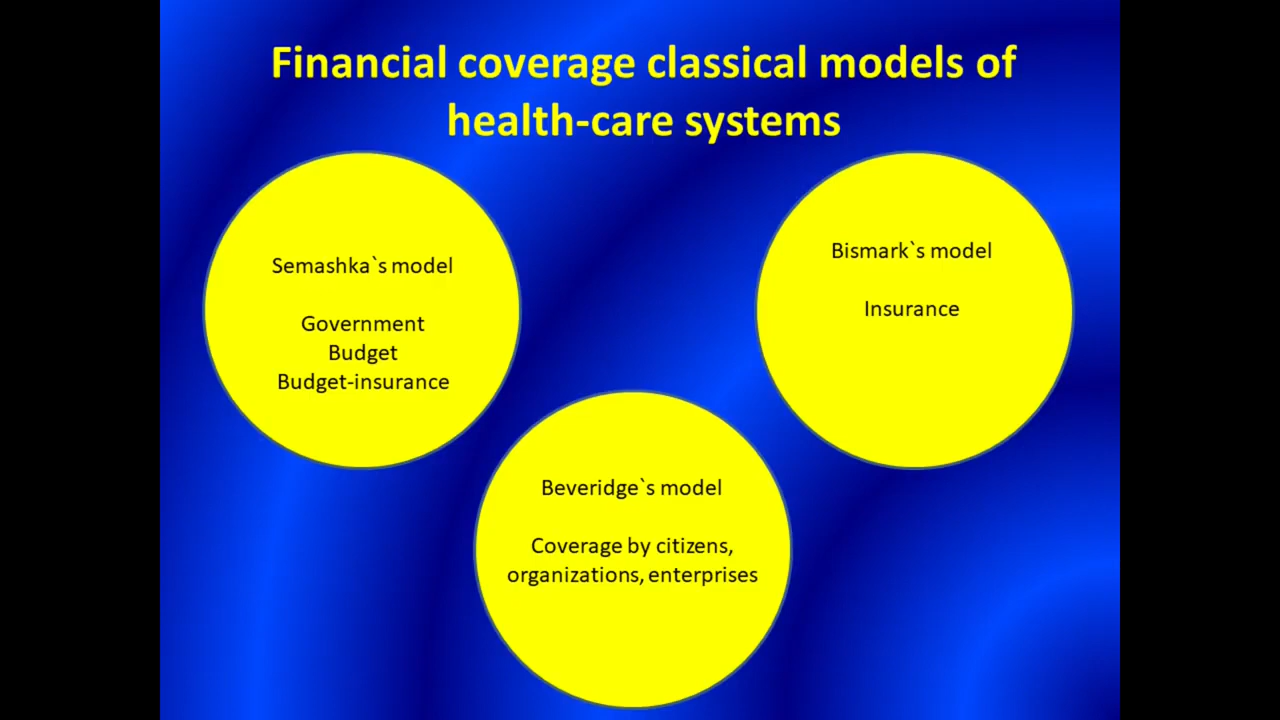 Financial coverage classical models of
health-care systems
Semashka`s model
Government
Budget
Budget-insurance
Bismark`s model
Insurance
Beveridge`s model
Coverage by citizens,
organizations, enterprises